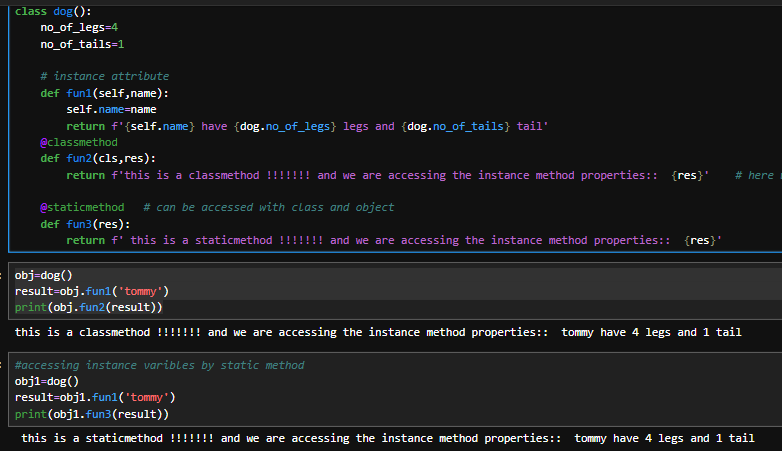 class dog():
    no_of_legs=4
    no_of_tails=1
    # instance attribute
    def fun1(self,name):
        self.name=name
        return f'{self.name} have {dog.no_of_legs} legs and {dog.no_of_tails} tail'
    @classmethod
    def fun2(cls,res):
        return f'this is a classmethod !!!!!!! and we are accessing the instance method properties::  {res}'    # here
    @staticmethod   # can be accessed with class and object
    def fun3(res):
        return f' this is a staticmethod !!!!!!! and we are accessing the instance method properties::  {res}'
: obj=dog()
result=obj.fun1('tommy')
print(obj.fun2(result))
this is a classmethod !!!!!!! and we are accessing the instance method properties::  tommy have 4 legs and 1 tail
: #accessing instance varibles by static method
obj1=dog()
result=obj1.fun1('tommy')
print(obj1.fun3(result))
 this is a staticmethod !!!!!!! and we are accessing the instance method properties::  tommy have 4 legs and 1 tail